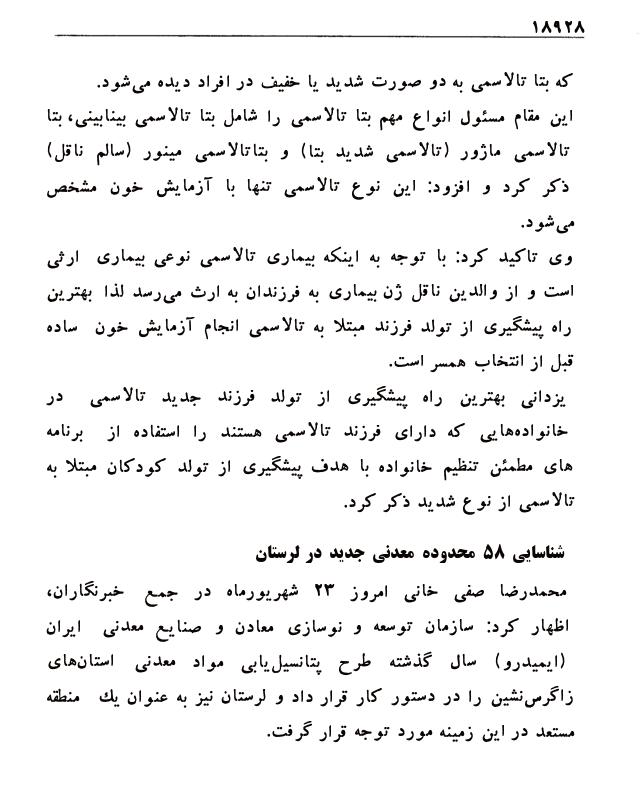 ۱۸۹۲۸
که بتا تالاسمی به دو صورت شدید یا خفیف در افراد دیده می‌شود.
این مقام مسئول انواع مهم بتا تالاسمی را شامل بتا تالاسمی بینابینی، بتا
تالاسمی ماژور (تالاسمی شدید بتا) و بتاتالاسمی مینور (سالم ناقل)
ذکر کرد و افزود: این نوع تالاسمی تنها با آزمایش خون مشخص
می‌شود.
وی تاکید کرد: با توجه به اینکه بیماری تالاسمی نوعی بیماری ارثی
است و از والدین ناقل ژن بیماری به فرزندان به ارث می‌رسد لذا بهترین
راه پیشگیری از تولد فرزند مبتلا به تالاسمی انجام آزمایش خون ساده
قبل از انتخاب همسر است.
یزدانی بهترین راه پیشگیری از تولد فرزند جدید تالاسمی در
خانواده‌هایی که دارای فرزند تالاسمی هستند را استفاده از برنامه
های مطمئن تنظیم خانواده با هدف پیشگیری از تولد کودکان مبتلا به
تالاسمی از نوع شدید ذکر کرد.
شناسایی ۵۸ محدوده معدنی جدید در لرستان
محمدرضا صفی خانی امروز ۲۳ شهریورماه در جمع خبرنگاران،
اظهار کرد: سازمان توسعه و نوسازی معادن و صنایع معدنی ایران
(ایمیدرو) سال گذشته طرح پتانسیل‌یابی مواد معدنی استان‌های
زاگرس‌نشین را در دستور کار قرار داد و لرستان نیز به عنوان یك منطقه
مستعد در این زمینه مورد توجه قرار گرفت.